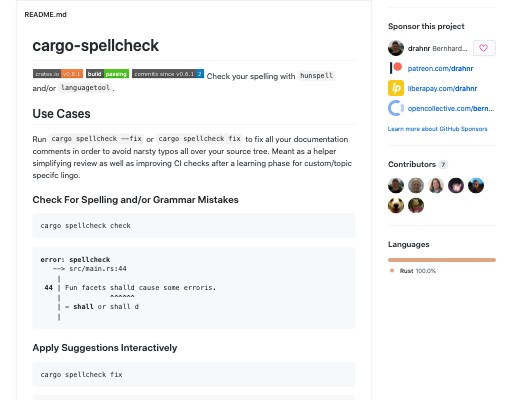 README.md
cargo-spellcheck
crates.io v0.6.1 build passing commits since v0.6.1 2 Check your spelling with hunspell
and/or languagetool .
Use Cases
Run cargo spellcheck --fix or cargo spellcheck fix to fix all your documentation
comments in order to avoid narsty typos all over your source tree. Meant as a helper
simplifying review as well as improving CI checks after a learning phase for custom/topic
specifc lingo.
Check For Spelling and/or Grammar Mistakes
cargo spellcheck check
error: spellcheck
--> src/main.rs:44
|
44 | Fun facets shalld cause some erroris.
| ^^^^^^
| - shall or shall d
|
Apply Suggestions Interactively
cargo spellcheck fix
Sponsor this project
drahnr Bernhard...
patreon.com/drahnr
lp liberapay.com/drahnr
opencollective.com/bern...
Learn more about GitHub Sponsors
Contributors 7
Languages
Rust 100.0%